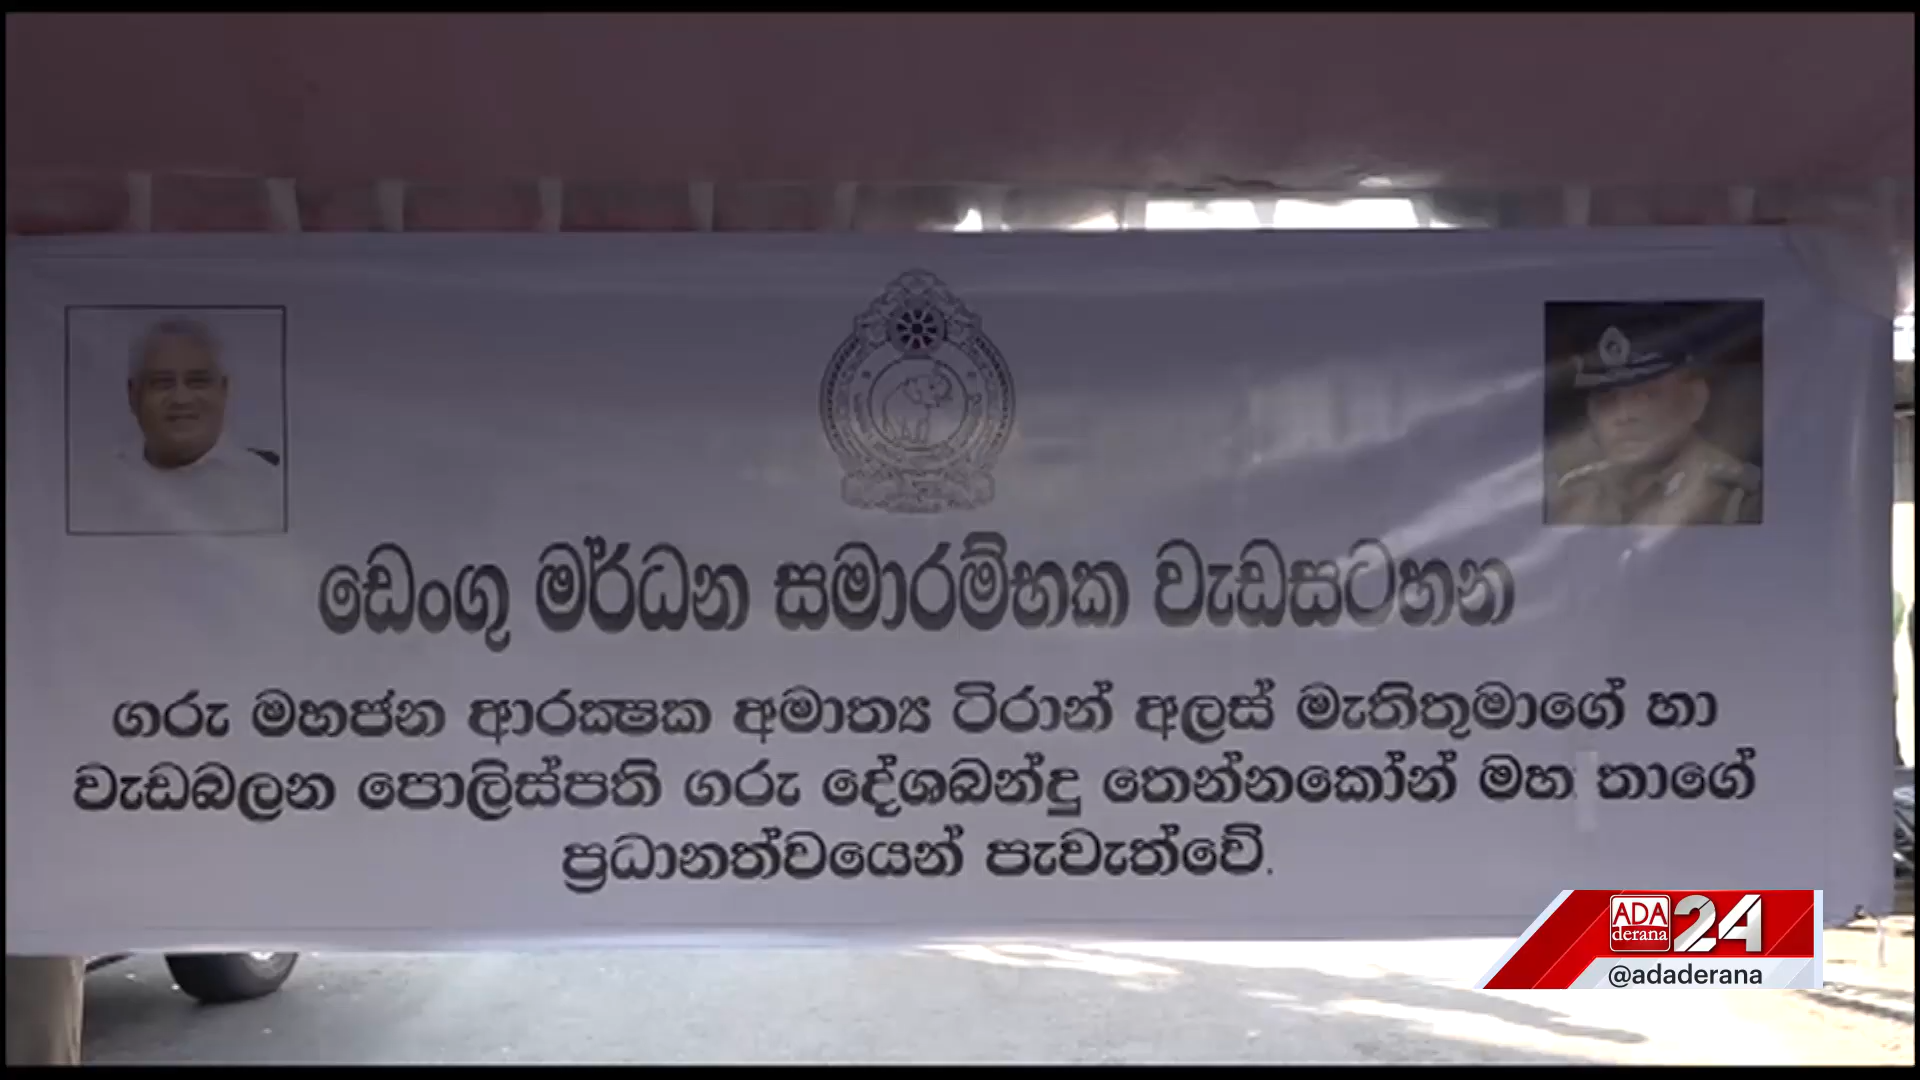 ඩෙංගු මර්ධන සමාරම්භක වැඩසටහන
ගරු මහජන ආරක්ෂක අමාත්‍ය ටිරාන් අලස් මැතිතුමාගේ හා
වැඩබලන පොලිස්පති ගරු දේශබන්දු තෙන්නකෝන් මහ තාගේ
ප්‍රධානත්වයෙන් පැවැත්වේ.
ADA derana 24
@adaderana